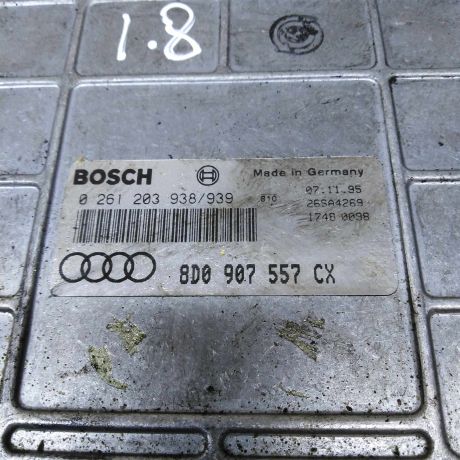 1.8
BOSCH Made in Germany
0 261 203 938/939 07.11.95
26SA4269
1740 0098
8D0 907 557 CX